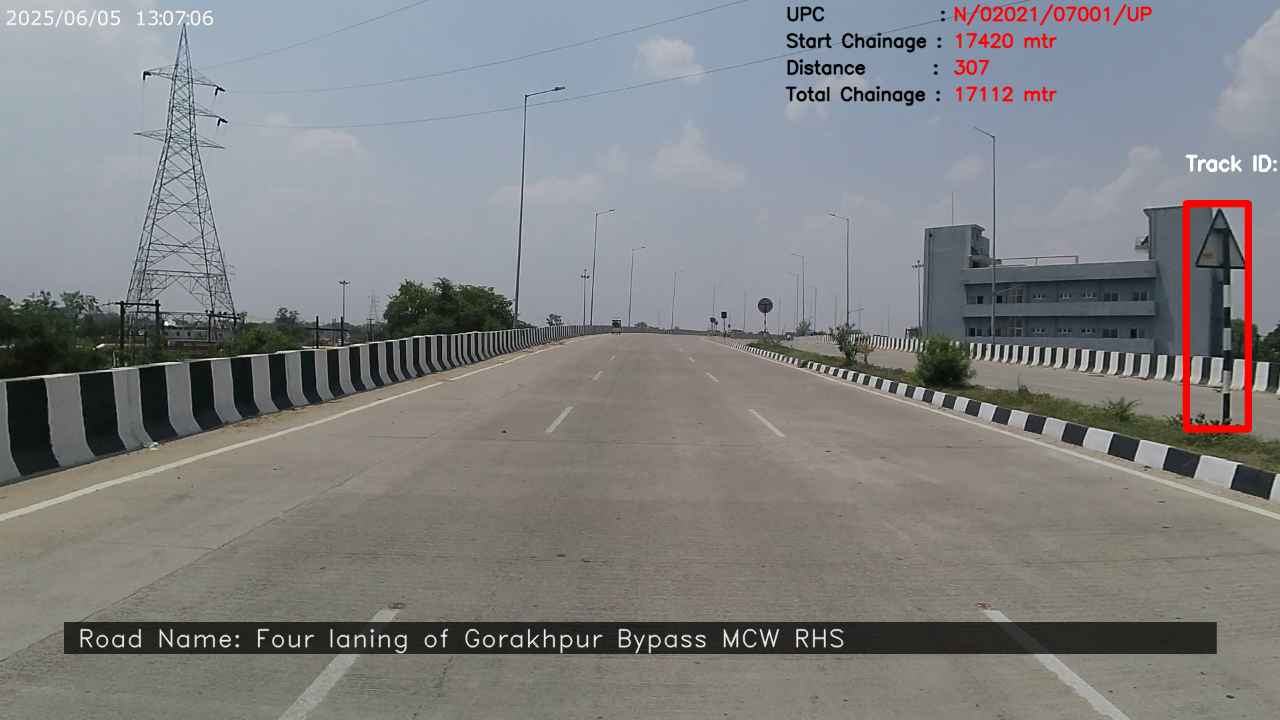 2025/06/05 13:07:06
UPC : N/02021/07001/UP
Start Chainage : 17420 mtr
Distance : 307
Total Chainage : 17112 mtr
Track ID:
Road Name: Four laning of Gorakhpur Bypass MCW RHS